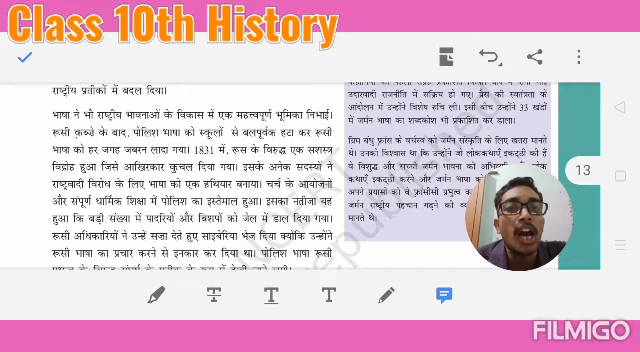 Class 10th History
राष्ट्रीय प्रतीकों में बदल दिया।
भाषा ने भी राष्ट्रीय भावनाओं के विकास में एक महत्वपूर्ण भूमिका निभाई।
रूसी क़ब्ज़े के बाद, पोलिश भाषा को स्कूलों से बलपूर्वक हटा कर रूसी
भाषा को हर जगह जबरन लादा गया। 1831 में, रूस के विरुद्ध एक सशस्त्र
विद्रोह हुआ जिसे आखिरकार कुचल दिया गया। इसके अनेक सदस्यों ने
राष्ट्रवादी विरोध के लिए भाषा को एक हथियार बनाया। चर्च के आयोजनों
और संपूर्ण धार्मिक शिक्षा में पोलिश का इस्तेमाल हुआ। इसका नतीजा यह
हुआ कि बड़ी संख्या में पादरियों और बिशपों को जेल में डाल दिया गया।
रूसी अधिकारियों ने उन्हें सज़ा देते हुए साइबेरिया भेज दिया क्योंकि उन्होंने
रूसी भाषा का प्रचार करने से इनकार कर दिया था। पोलिश भाषा रूसी
उदारवादी राजनीति में सक्रिय हो गए। प्रैस की स्वतंत्रता के
आंदोलन में उन्होंने विशेष रुचि ली। इसी बीच उन्होंने 33 खंडों
में जर्मन भाषा का शब्दकोश भी प्रकाशित कर डाला।
ग्रिम बंधु फ़्रांस के वर्चस्व को जर्मन संस्कृति के लिए ख़तरा मानते
थे। उनका विश्वास था कि उन्होंने जो लोककथाएँ इकट्ठी की हैं
वे विशुद्ध और सच्ची जर्मन भावना की
कथाएँ इकट्ठी करने और जर्मन भाषा को
अपने प्रयासों को वे फ़्रांसीसी प्रभुत्व
जर्मन राष्ट्रीय पहचान गढ़ने की
मानते थे।
13
FILMIGO